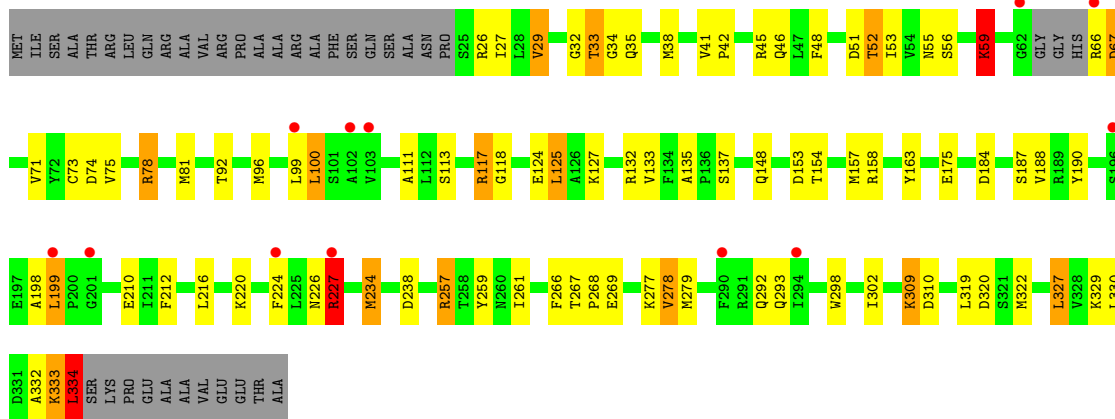 MET ILE SER ALA THR ARG LEU GLN ARG ALA VAL ARG PRO ALA ALA ARG ALA PHE SER GLN SER ALA ASN PRO S25 R26 I27 L28 V29 G32 T33 G34 Q35 M38 V41 P42 R45 Q46 L47 F48 D51 T52 I53 V54 N55 S56 K59 G62 GLY GLY HIS R66
V71 Y72 C73 D74 V75 R78 M81 T92 M96 L99 L100 S101 A102 V103 A111 L112 S113 R117 G118 E124 L125 A126 K127 R132 V133 F134 A135 P136 S137 Q148 D153 T154 M157 R158 Y163 E175 D184 S187 V188 R189 Y190 S196
E197 A198 L199 P200 G201 E210 I211 F212 L216 K220 F224 L225 N226 R227 M234 D238 R257 T258 Y259 N260 I261 F266 T267 P268 E269 K277 V278 M279 F290 R291 Q292 Q293 I294 W298 I302 K309 D310 L319 D320 S321 M322 L327 V328 K329 L330
D331 A332 K333 L334 SER LYS PRO GLU ALA ALA VAL GLU GLU THR ALA